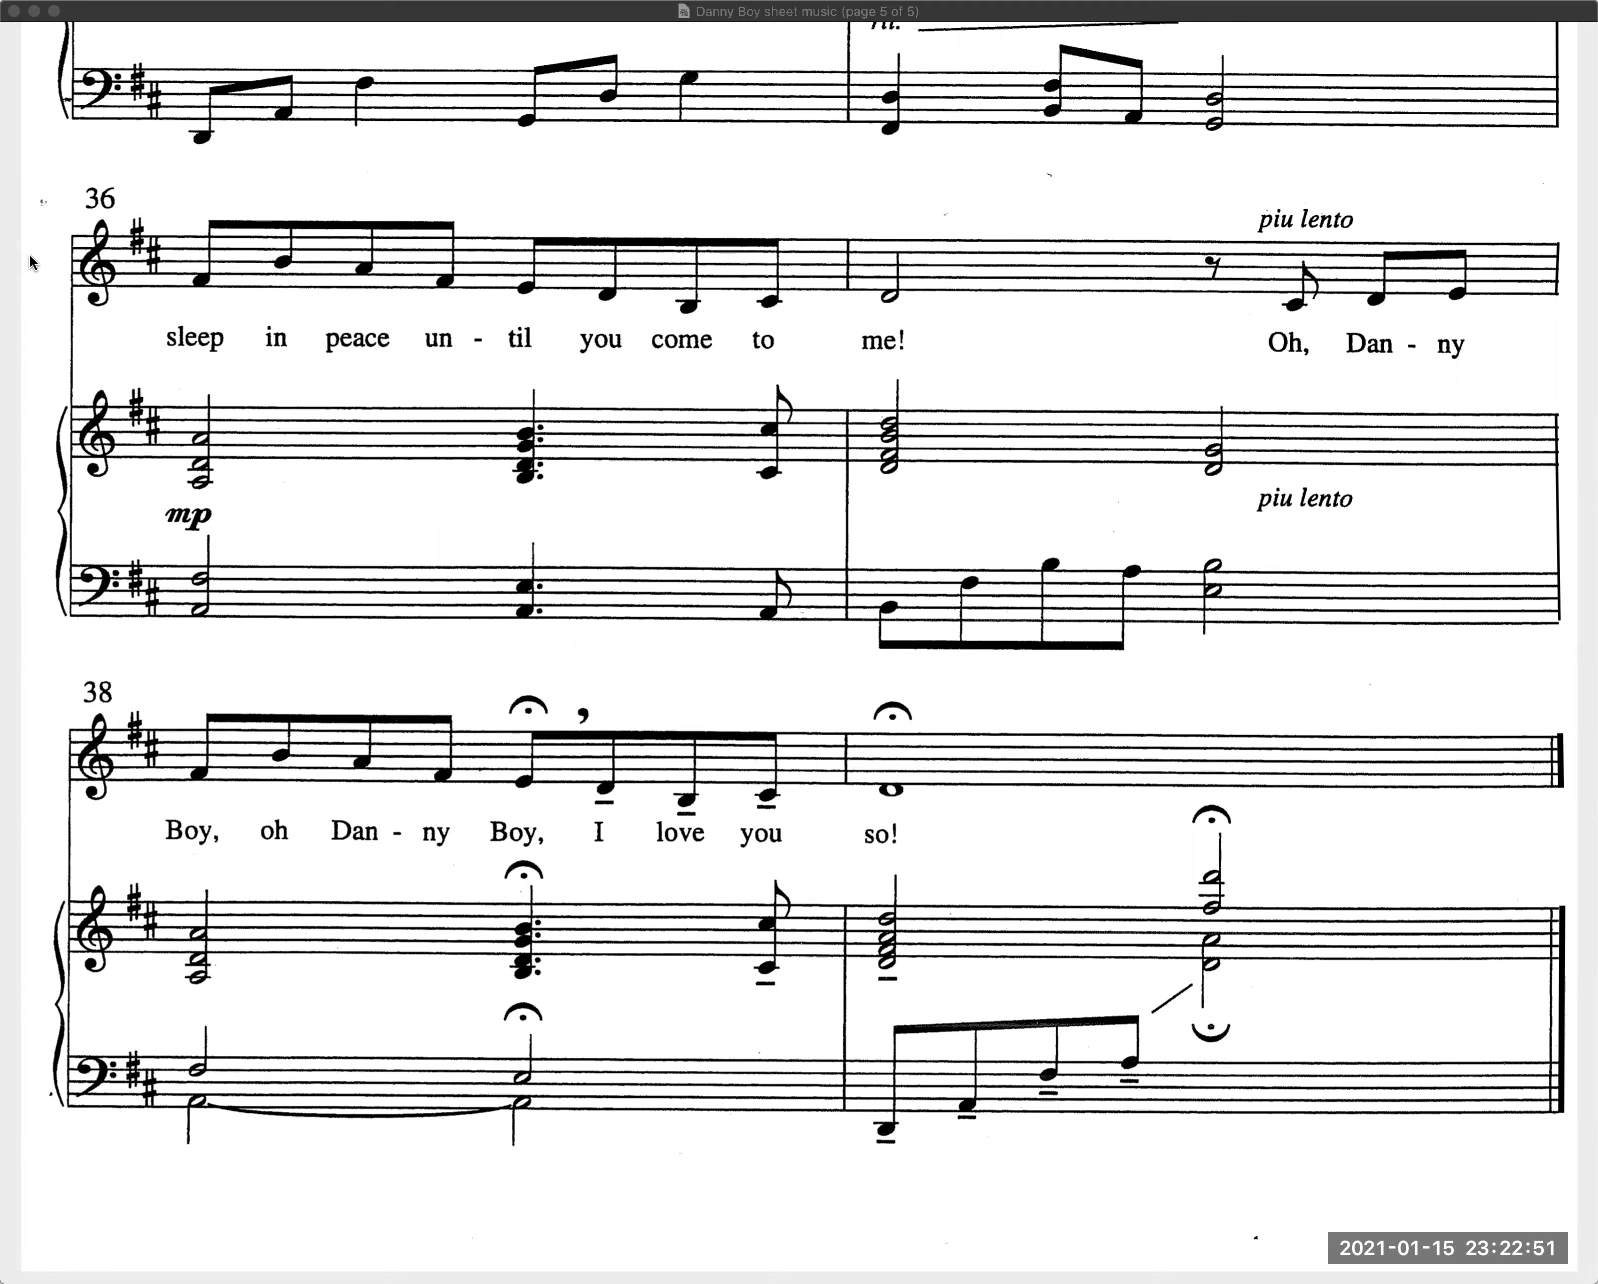 Danny Boy sheet music (page 5 of 5)
rit.
36
piu lento
sleep in peace un - til you come to me! Oh, Dan - ny
mp
piu lento
38
Boy, oh Dan - ny Boy, I love you so!
2021-01-15 23:22:51